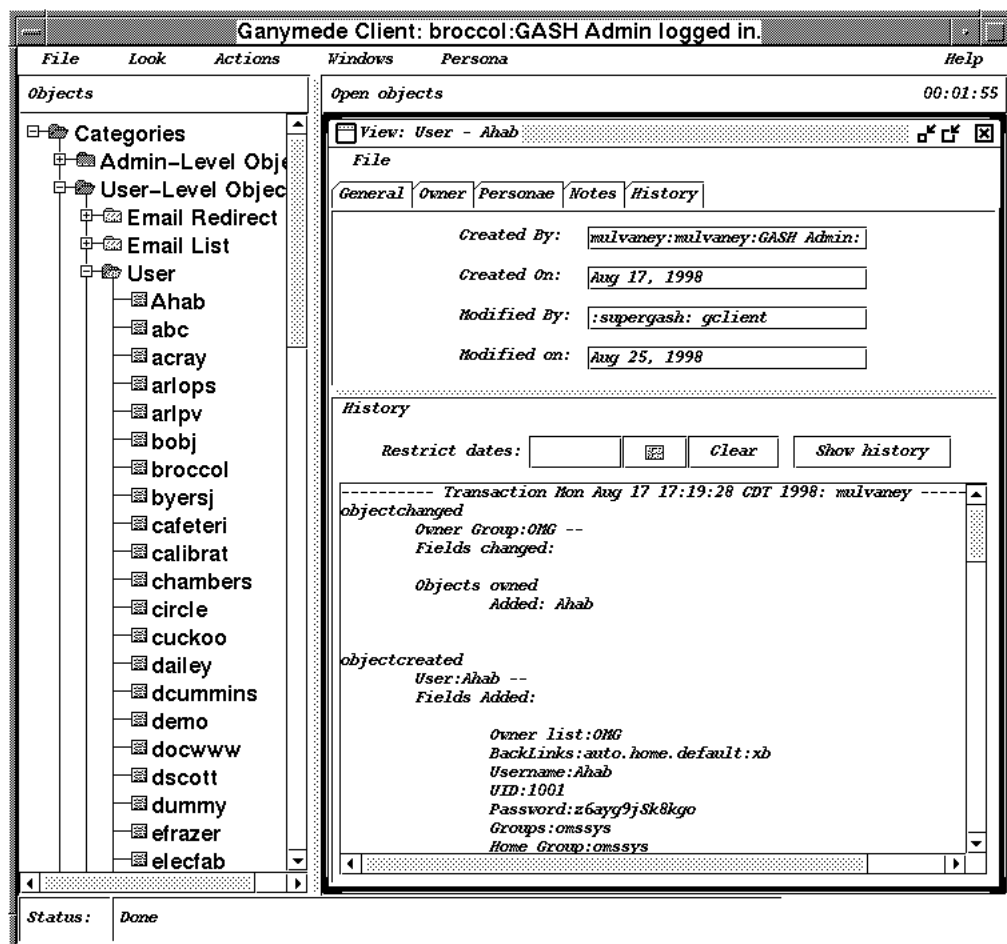 Ganymede Client: broccol:GASH Admin logged in.
File Look Actions Windows Persona Help
Objects
Categories
Admin-Level Obje
User-Level Objec
Email Redirect
Email List
User
Ahab
abc
acray
arlops
arlpv
bobj
broccol
byersj
cafeteri
calibrat
chambers
circle
cuckoo
dailey
dcummins
demo
docwww
dscott
dummy
efrazer
elecfab
Open objects 00:01:55
View: User - Ahab
File
General Owner Personae Notes History
Created By: mulvaney:mulvaney:GASH Admin:
Created On: Aug 17, 1998
Modified By: :supergash: gclient
Modified on: Aug 25, 1998
History
Restrict dates: Clear Show history
---------- Transaction Mon Aug 17 17:19:28 CDT 1998: mulvaney -----
objectchanged
Owner Group:OMG --
Fields changed:
Objects owned
Added: Ahab
objectcreated
User:Ahab --
Fields Added:
Owner list:OMG
BackLinks:auto.home.default:xb
Username:Ahab
UID:1001
Password:z6ayg9jSk8kgo
Groups:omssys
Home Group:omssys
Status: Done